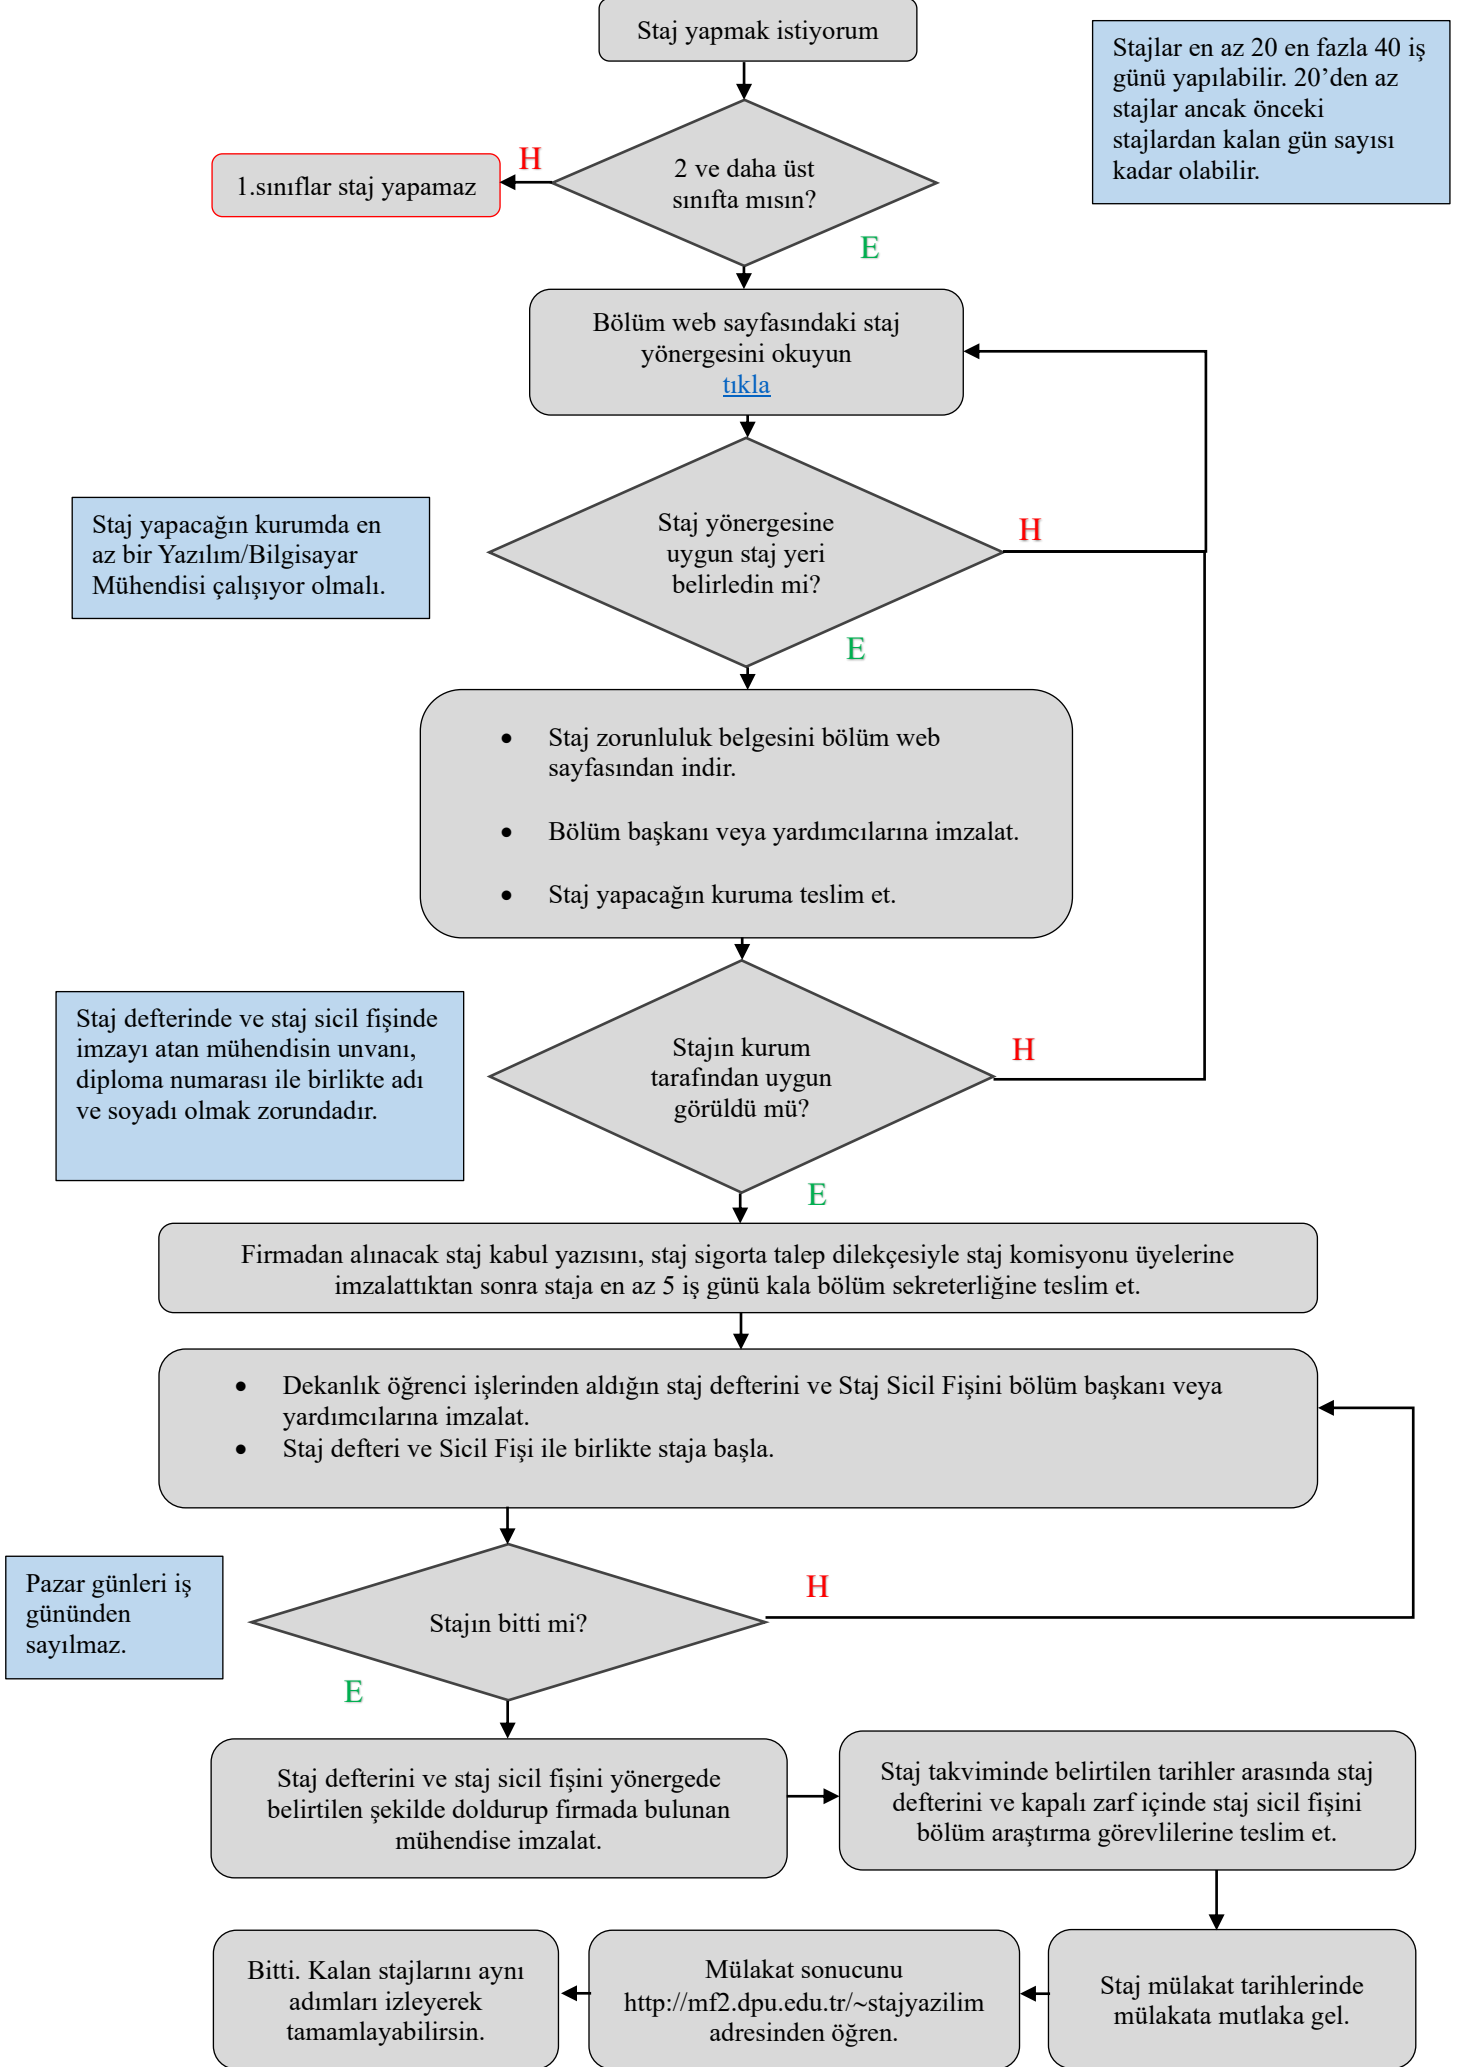 Staj yapmak istiyorum
Stajlar en az 20 en fazla 40 iş
günü yapılabilir. 20’den az
stajlar ancak önceki
stajlardan kalan gün sayısı
kadar olabilir.
2 ve daha üst
sınıfta mısın?
H
1.sınıflar staj yapamaz
E
Bölüm web sayfasındaki staj
yönergesini okuyun
tıkla
Staj yapacağın kurumda en
az bir Yazılım/Bilgisayar
Mühendisi çalışıyor olmalı.
Staj yönergesine
uygun staj yeri
belirledin mi?
H
E
• Staj zorunluluk belgesini bölüm web
sayfasından indir.
• Bölüm başkanı veya yardımcılarına imzalat.
• Staj yapacağın kuruma teslim et.
Staj defterinde ve staj sicil fişinde
imzayı atan mühendisin unvanı,
diploma numarası ile birlikte adı
ve soyadı olmak zorundadır.
Stajın kurum
tarafından uygun
görüldü mü?
H
E
Firmadan alınacak staj kabul yazısını, staj sigorta talep dilekçesiyle staj komisyonu üyelerine
imzalattıktan sonra staja en az 5 iş günü kala bölüm sekreterliğine teslim et.
• Dekanlık öğrenci işlerinden aldığın staj defterini ve Staj Sicil Fişini bölüm başkanı veya
yardımcılarına imzalat.
• Staj defteri ve Sicil Fişi ile birlikte staja başla.
Pazar günleri iş
gününden
sayılmaz.
Stajın bitti mi?
H
E
Staj defterini ve staj sicil fişini yönergede
belirtilen şekilde doldurup firmada bulunan
mühendise imzalat.
Staj takviminde belirtilen tarihler arasında staj
defterini ve kapalı zarf içinde staj sicil fişini
bölüm araştırma görevlilerine teslim et.
Staj mülakat tarihlerinde
mülakata mutlaka gel.
Mülakat sonucunu
http://mf2.dpu.edu.tr/~stajyazilim
adresinden öğren.
Bitti. Kalan stajlarını aynı
adımları izleyerek
tamamlayabilirsin.